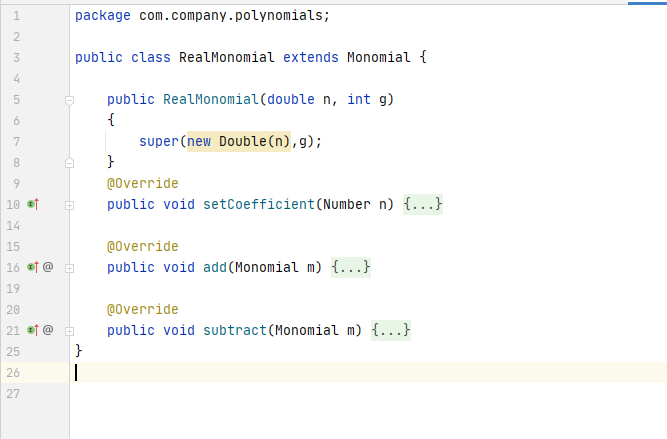 1 package com.company.polynomials;
2
3 public class RealMonomial extends Monomial {
4
5 public RealMonomial(double n, int g)
6 {
7 super(new Double(n),g);
8 }
9 @Override
10 public void setCoefficient(Number n) {...}
14
15 @Override
16 @ public void add(Monomial m) {...}
19
20 @Override
21 @ public void subtract(Monomial m) {...}
25 }
26
27